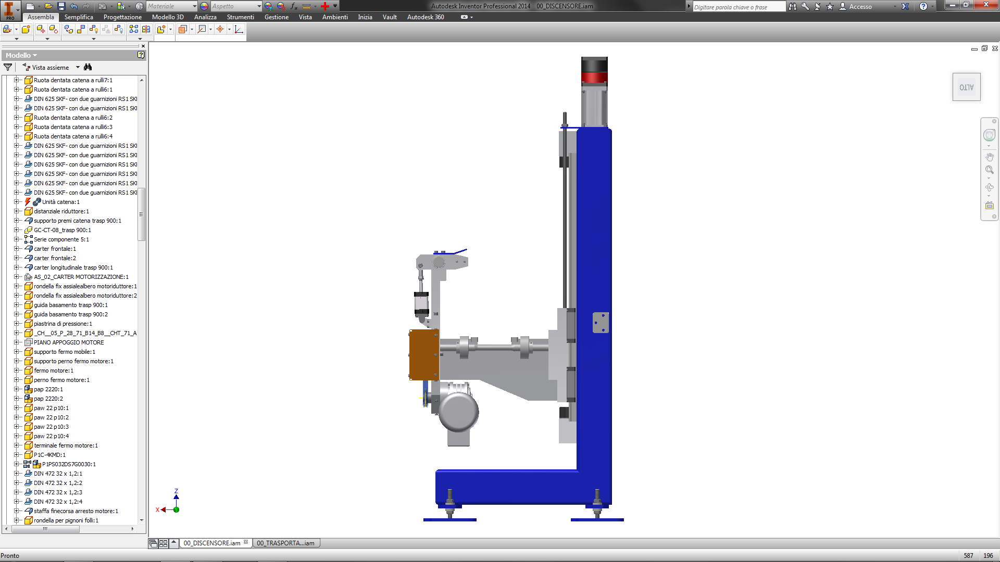 Materiale
Aspetto
Autodesk Inventor Professional 2014 00_DISCENSORE.iam
Digitare parola chiave o frase
Accesso
PRO
Assembla Semplifica Progettazione Modello 3D Analizza Strumenti Gestione Vista Ambienti Inizia Vault Autodesk 360
Modello
Vista assieme
Ruota dentata catena a rulli7:1
Ruota dentata catena a rulli6:1
DIN 625 SKF- con due guarnizioni RS1 SKI
DIN 625 SKF- con due guarnizioni RS1 SKI
Ruota dentata catena a rulli6:2
Ruota dentata catena a rulli6:3
Ruota dentata catena a rulli6:4
DIN 625 SKF- con due guarnizioni RS1 SKI
DIN 625 SKF- con due guarnizioni RS1 SKI
DIN 625 SKF- con due guarnizioni RS1 SKI
DIN 625 SKF- con due guarnizioni RS1 SKI
DIN 625 SKF- con due guarnizioni RS1 SKI
DIN 625 SKF- con due guarnizioni RS1 SKI
Unità catena:1
distanziale riduttore:1
supporto premi catena trasp 900:1
GC-CT-08_trasp 900:1
Serie componente 5:1
carter frontale:1
carter frontale:2
carter longitudinale trasp 900:1
AS_02_CARTER MOTORIZZAZIONE:1
rondella fix assialealbero motoriduttore:1
rondella fix assialealbero motoriduttore:2
guida basamento trasp 900:1
guida basamento trasp 900:2
piastrina di pressione:1
_CH__05_P_28_71_B14_B8__CHT_71_A
PIANO APPOGGIO MOTORE
supporto fermo mobile:1
supporto perno fermo motore:1
fermo motore:1
perno fermo motore:1
pap 2220:1
pap 2220:2
paw 22 p10:1
paw 22 p10:2
paw 22 p10:3
paw 22 p10:4
terminale fermo motore:1
P1C-4KMD:1
P1PS032DS7G0030:1
DIN 472 32 x 1,2:1
DIN 472 32 x 1,2:2
DIN 472 32 x 1,2:3
DIN 472 32 x 1,2:4
staffa finecorsa arresto motore:1
rondella per pignoni folli:1
ALTO
Z
X
00_DISCENSORE.iam
00_TRASPORTA...iam
Pronto
587 196